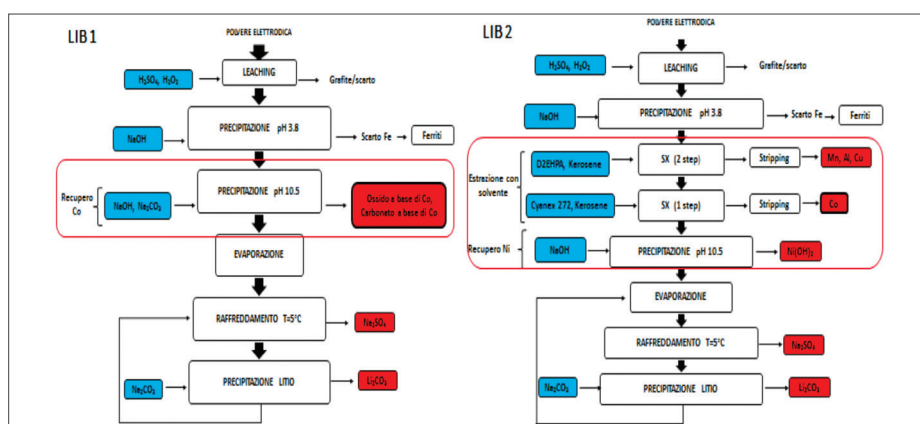 LIB 1
POLVERE ELETTRODICA
H₂SO₄, H₂O₂
LEACHING
Grafite/scarto
NaOH
PRECIPITAZIONE pH 3.8
Scarto Fe
Ferriti
Recupero
Co
NaOH, Na₂CO₃
PRECIPITAZIONE pH 10.5
Ossido a base di Co,
Carbonato a base di Co
EVAPORAZIONE
RAFFREDDAMENTO T=5°C
Na₂SO₄
Na₂CO₃
PRECIPITAZIONE LITIO
Li₂CO₃
LIB2
POLVERE ELETTRODICA
H₂SO₄, H₂O₂
LEACHING
Grafite/scarto
NaOH
PRECIPITAZIONE pH 3.8
Scarto Fe
Ferriti
Estrazione con
solvente
D2EHPA, Kerosene
SX (2 step)
Stripping
Mn, Al, Cu
Cyanex 272, Kerosene
SX (1 step)
Stripping
Co
Recupero Ni
NaOH
PRECIPITAZIONE pH 10.5
Ni(OH)₂
EVAPORAZIONE
RAFFREDDAMENTO T=5°C
Na₂SO₄
Na₂CO₃
PRECIPITAZIONE LITIO
Li₂CO₃